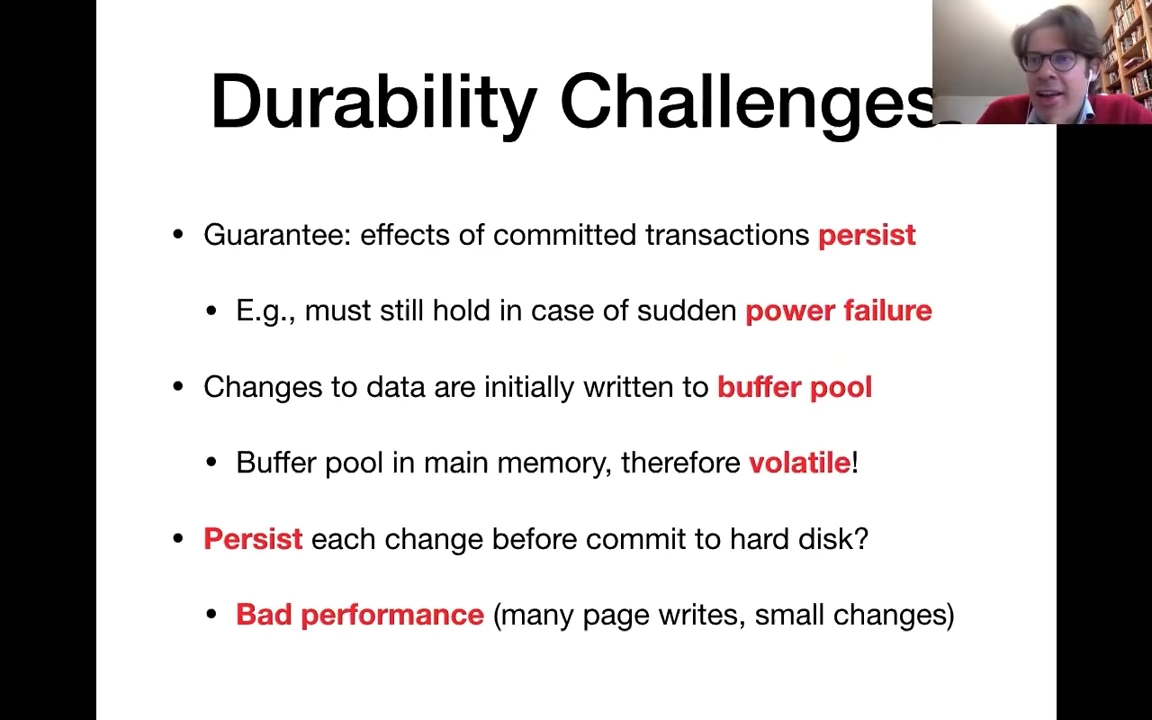 Durability Challenges
• Guarantee: effects of committed transactions persist
• E.g., must still hold in case of sudden power failure
• Changes to data are initially written to buffer pool
• Buffer pool in main memory, therefore volatile!
• Persist each change before commit to hard disk?
• Bad performance (many page writes, small changes)